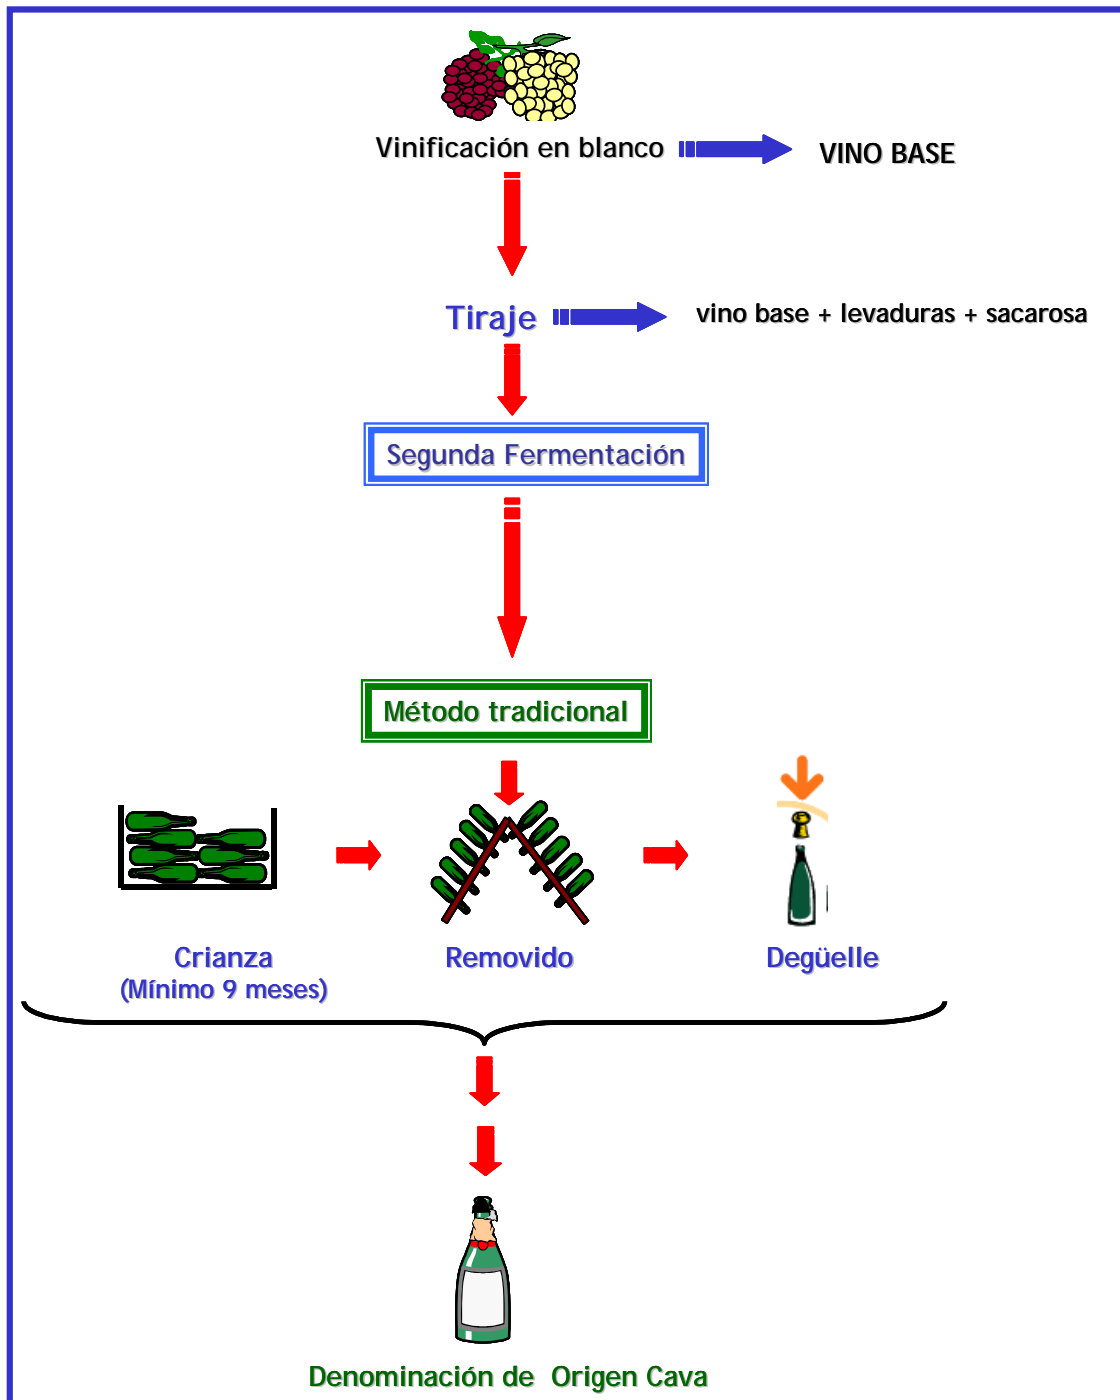 Vinificación en blanco
VINO BASE
Tiraje
vino base + levaduras + sacarosa
Segunda Fermentación
Método tradicional
Crianza
(Mínimo 9 meses)
Removido
Degüelle
Denominación de Origen Cava